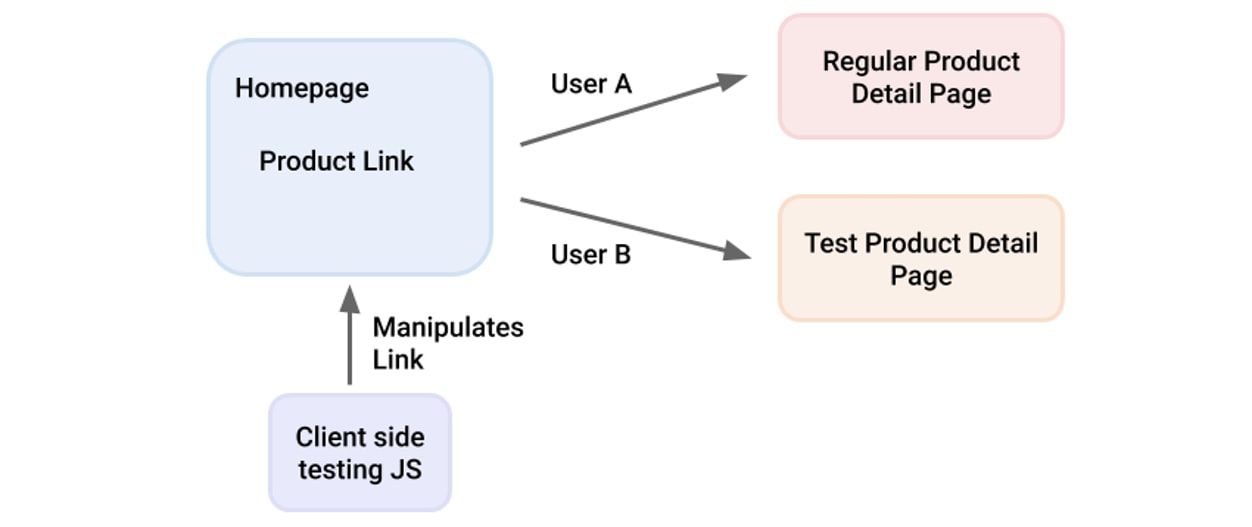 Homepage
Product Link
User A
Regular Product
Detail Page
User B
Test Product Detail
Page
Manipulates
Link
Client side
testing JS